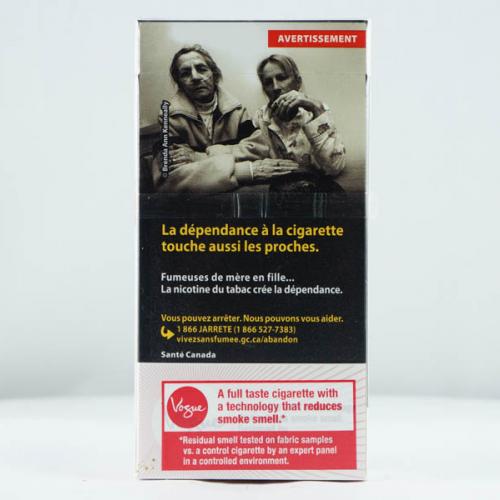 AVERTISSEMENT
© Brenda Ann Kenneally
La dépendance à la cigarette
touche aussi les proches.
Fumeuses de mère en fille...
La nicotine du tabac crée la dépendance.
Vous pouvez arrêter. Nous pouvons vous aider.
1 866 JARRETE (1 866 527-7383)
vivezsansfumee.gc.ca/abandon
Santé Canada
Vogue
A full taste cigarette with
a technology that reduces
smoke smell.*
*Residual smell tested on fabric samples
vs. a control cigarette by an expert panel
in a controlled environment.